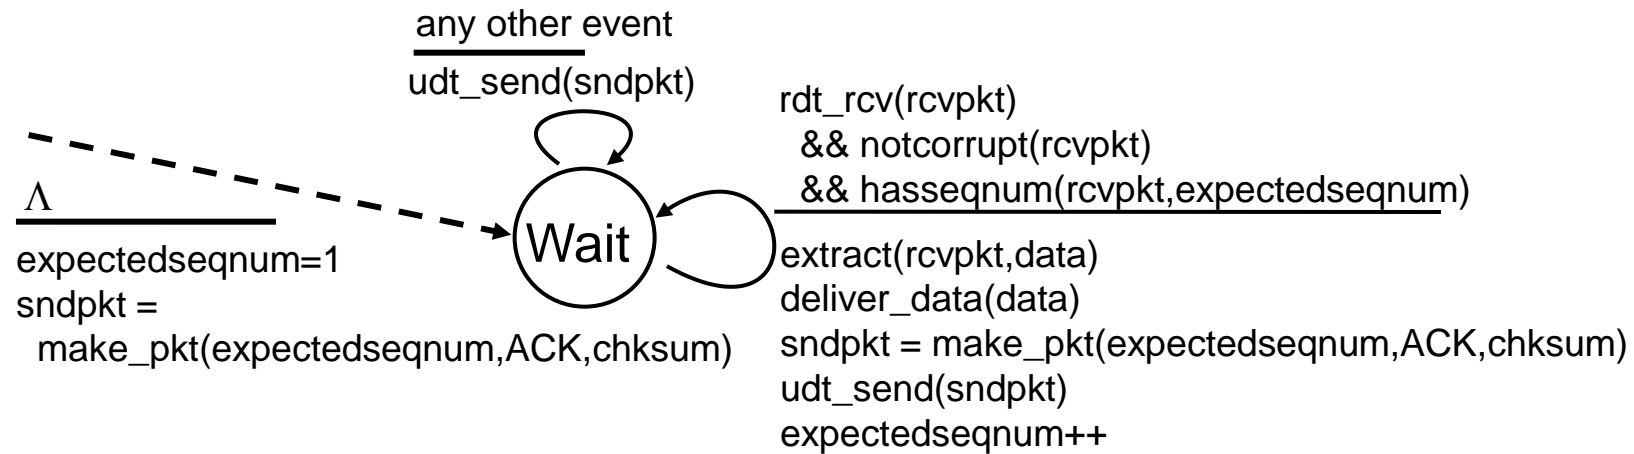 any other event
udt_send(sndpkt)
rdt_rcv(rcvpkt)
&& notcorrupt(rcvpkt)
&& hasseqnum(rcvpkt,expectedseqnum)
Λ
expectedseqnum=1
sndpkt =
make_pkt(expectedseqnum,ACK,chksum)
Wait
extract(rcvpkt,data)
deliver_data(data)
sndpkt = make_pkt(expectedseqnum,ACK,chksum)
udt_send(sndpkt)
expectedseqnum++